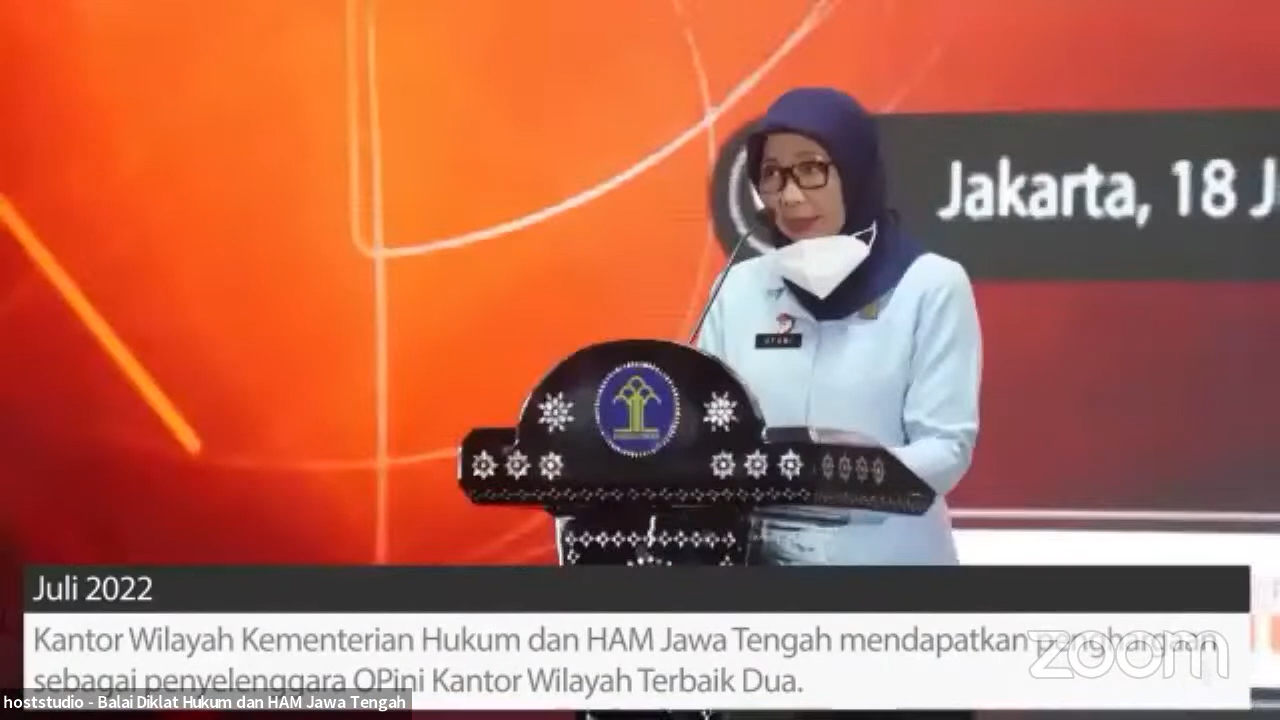 Jakarta, 18 J
Juli 2022
Kantor Wilayah Kementerian Hukum dan HAM Jawa Tengah mendapatkan penghargaan
sebagai penyelenggara OPini Kantor Wilayah Terbaik Dua.
zoom
hoststudio - Balai Diklat Hukum dan HAM Jawa Tengah